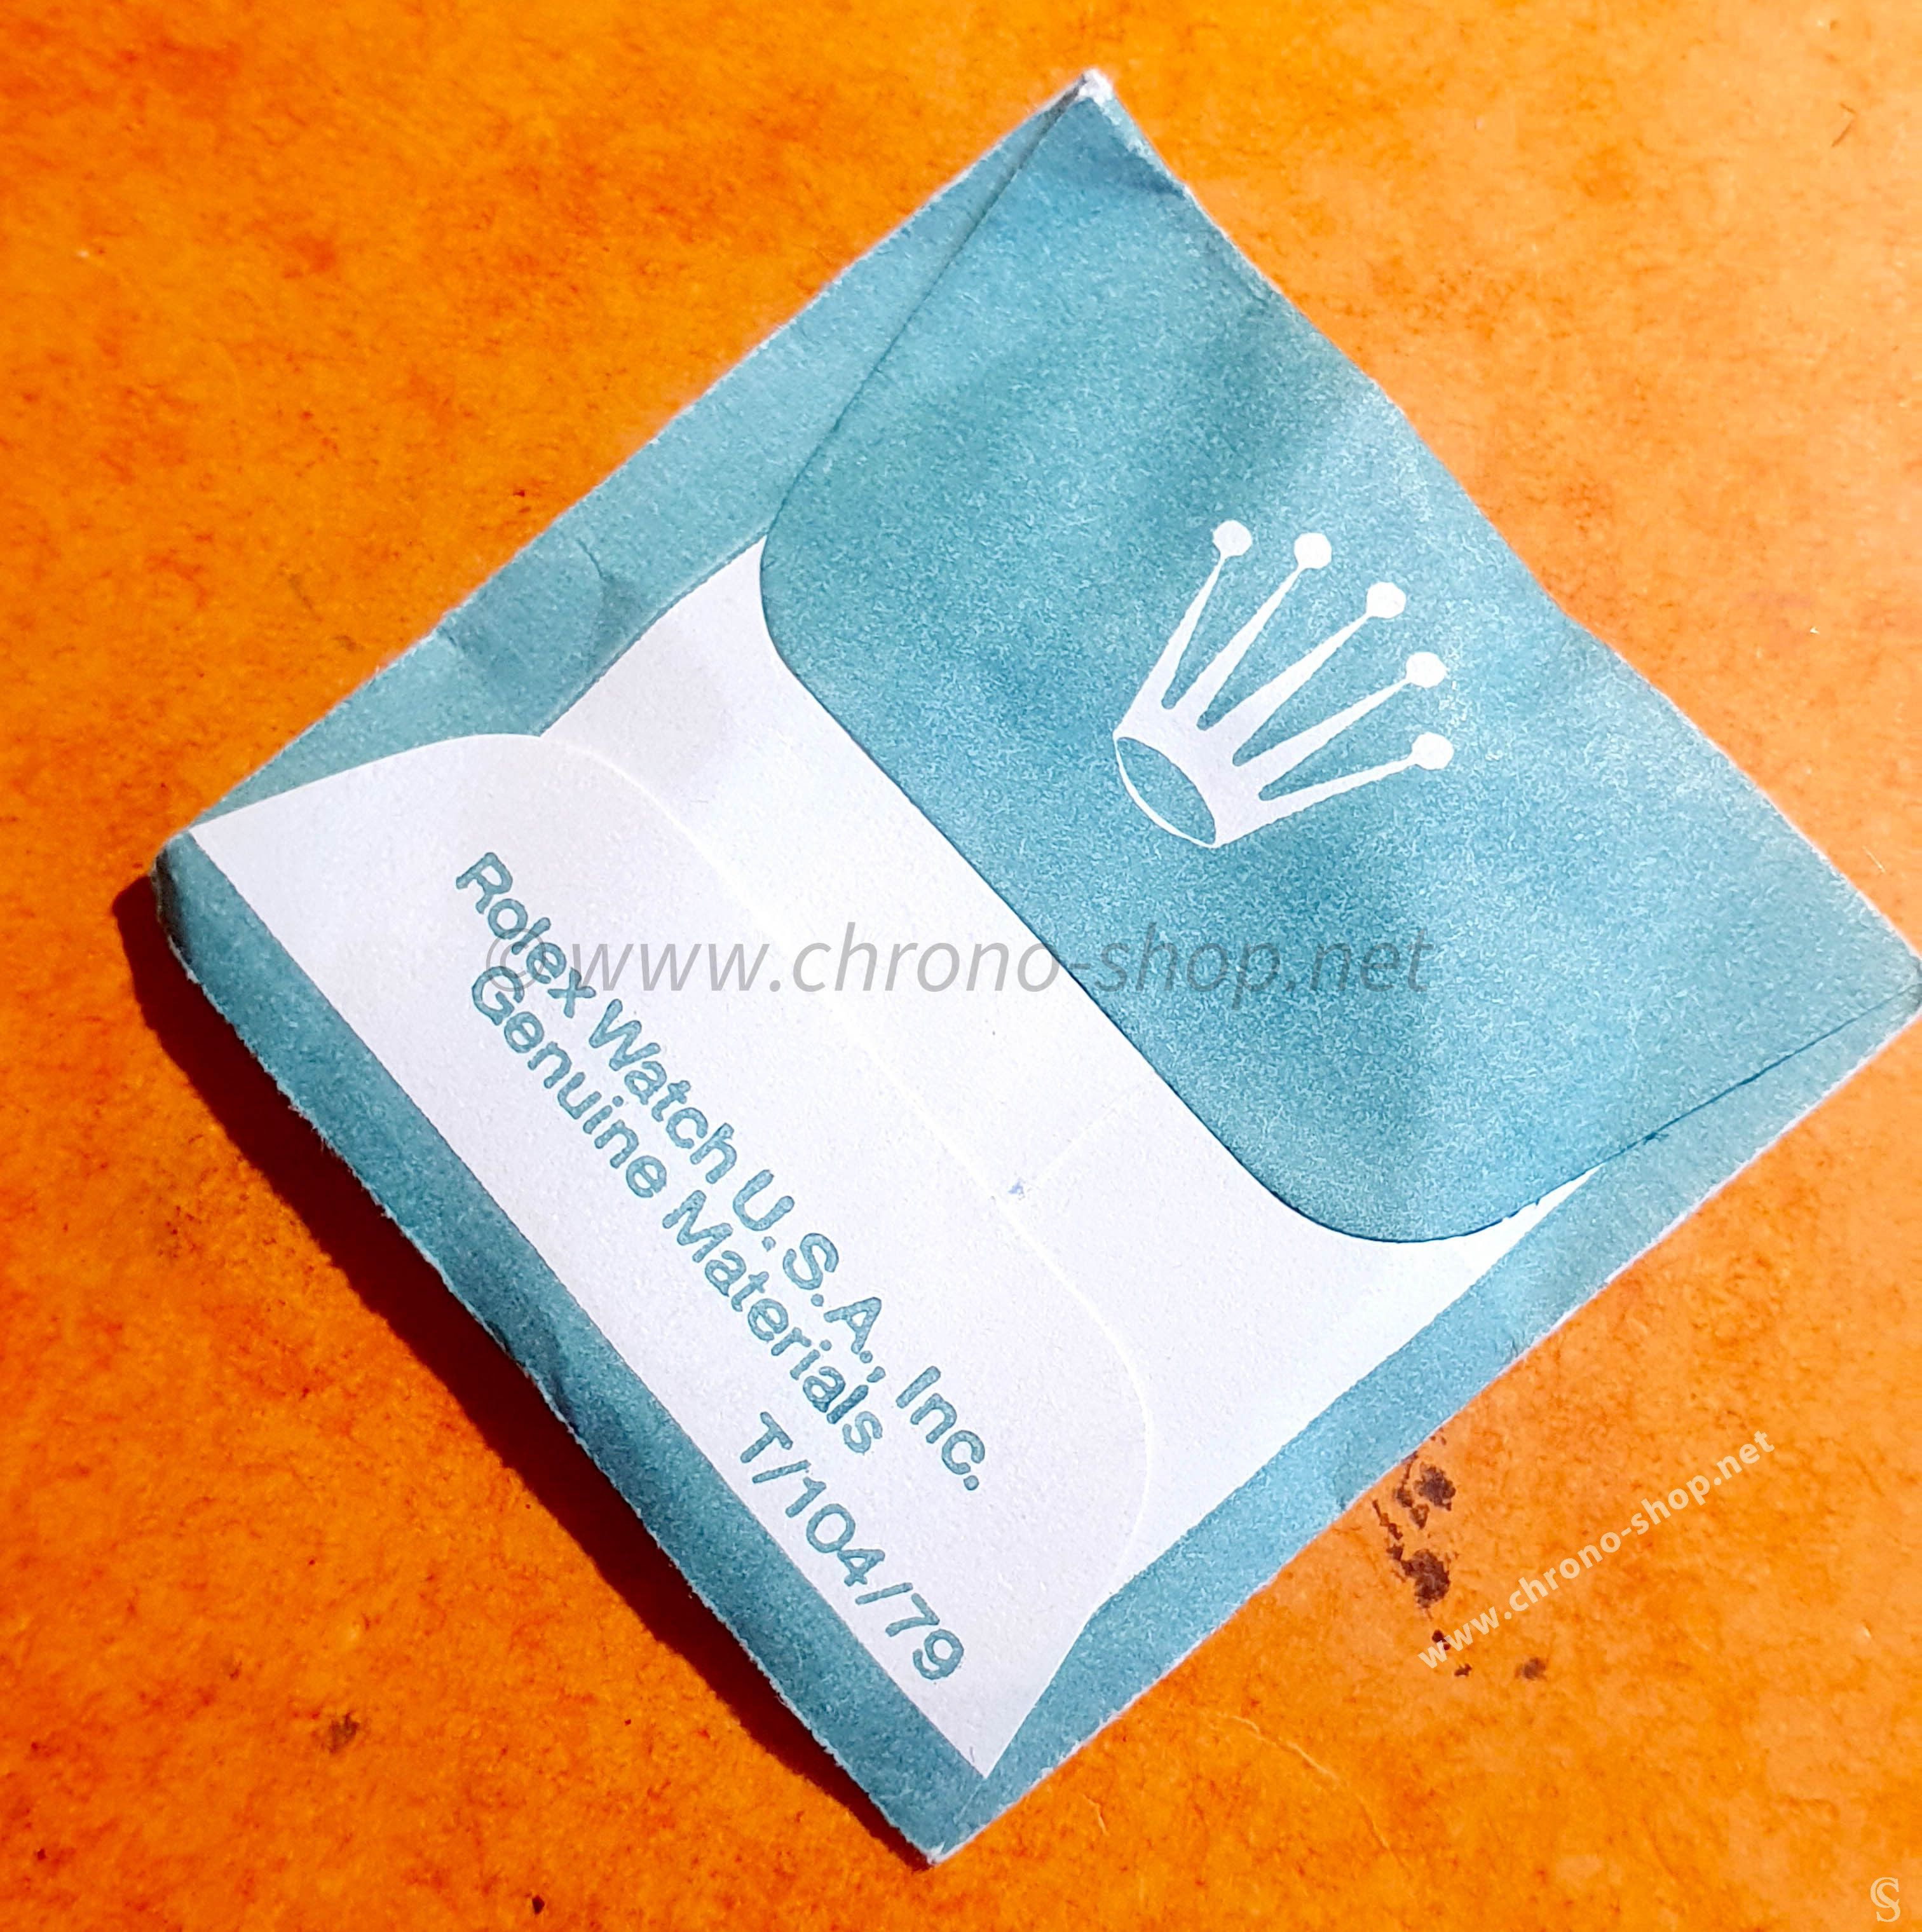 Rolex Watch U.S.A., Inc.
Genuine Materials
T/104/79
© www.chrono-shop.net
www.chrono-shop.net